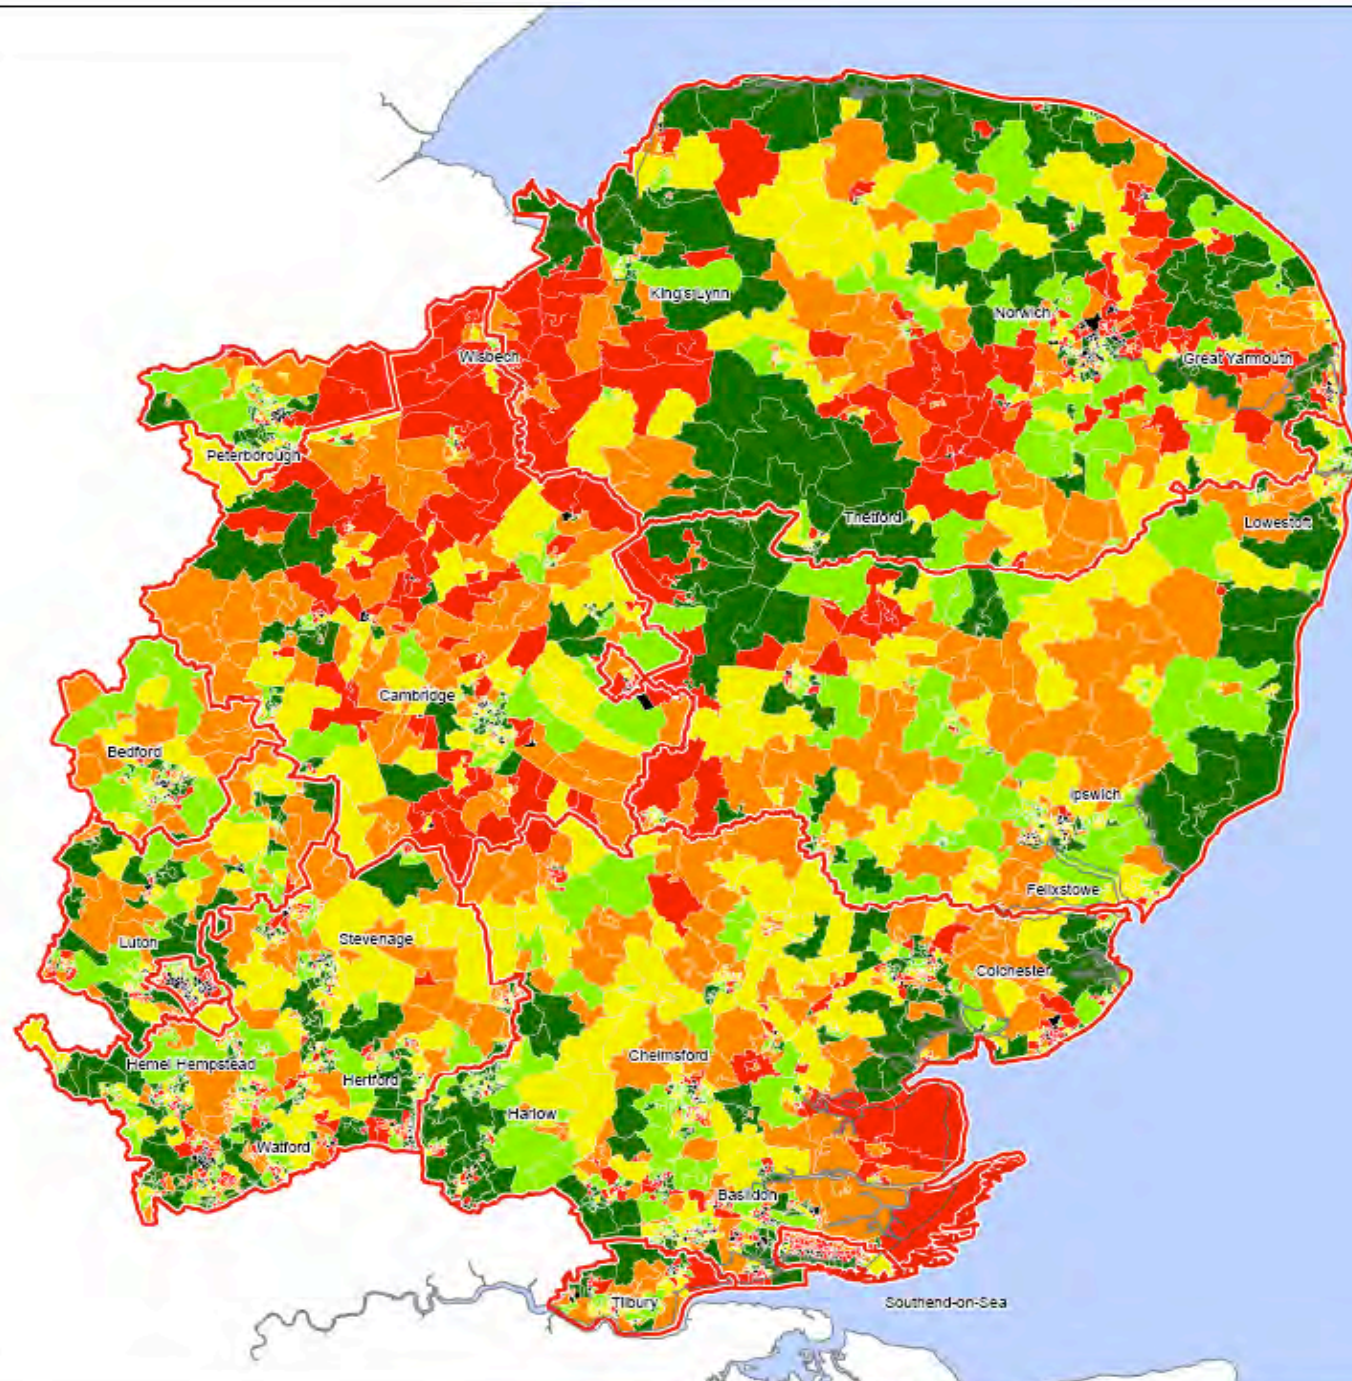 King's Lynn
Norwich
Wisbech
Great Yarmouth
Peterborough
Thetford
Lowestoft
Cambridge
Bedford
Ipswich
Felixstowe
Luton
Stevenage
Colchester
Chelmsford
Hemel Hempstead
Hertford
Harlow
Watford
Basildon
Tilbury
Southend-on-Sea